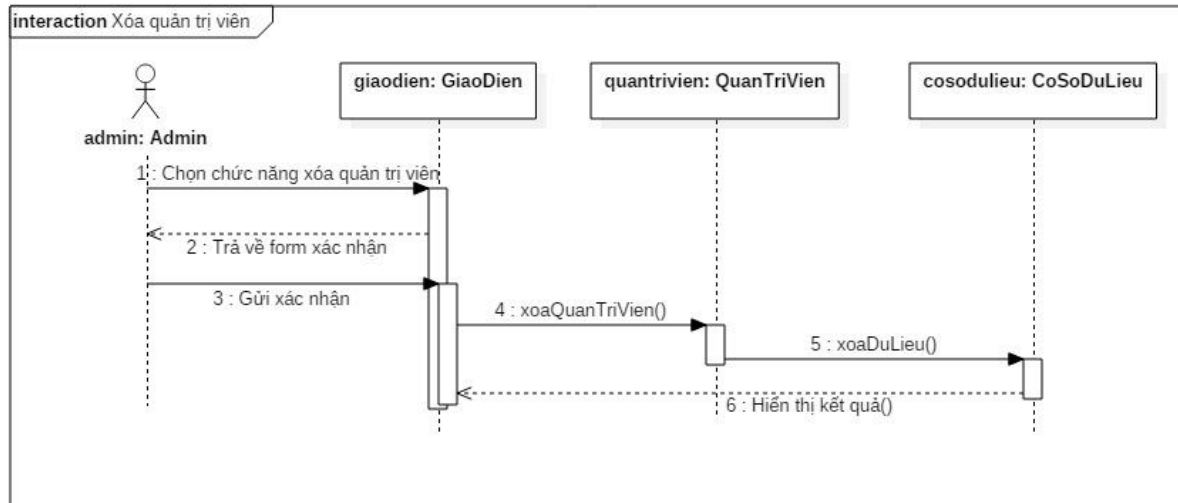 interaction Xóa quản trị viên
giaodien: GiaoDien
quantrivien: QuanTriVien
cosodulieu: CoSoDuLieu
admin: Admin
1 : Chọn chức năng xóa quản trị viên
2 : Trả về form xác nhận
3 : Gửi xác nhận
4 : xoaQuanTriVien()
5 : xoaDuLieu()
6 : Hiển thị kết quả()